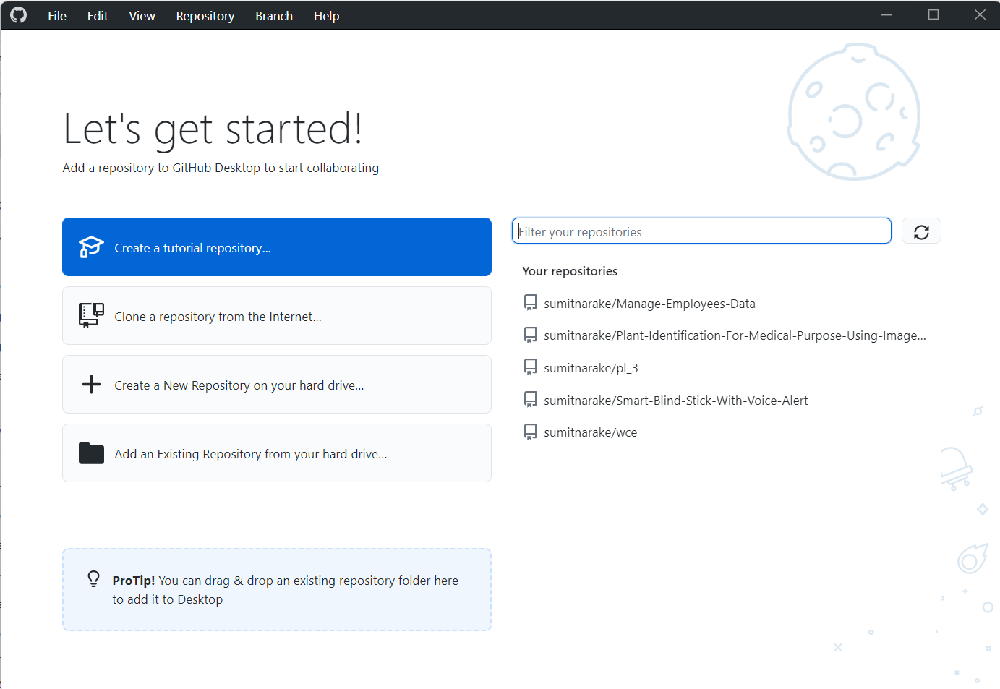 File Edit View Repository Branch Help
Let's get started!
Add a repository to GitHub Desktop to start collaborating
Create a tutorial repository...
Clone a repository from the Internet...
Create a New Repository on your hard drive...
Add an Existing Repository from your hard drive...
ProTip! You can drag & drop an existing repository folder here
to add it to Desktop
Filter your repositories
Your repositories
sumitnarake/Manage-Employees-Data
sumitnarake/Plant-Identification-For-Medical-Purpose-Using-Image...
sumitnarake/pl_3
sumitnarake/Smart-Blind-Stick-With-Voice-Alert
sumitnarake/wce